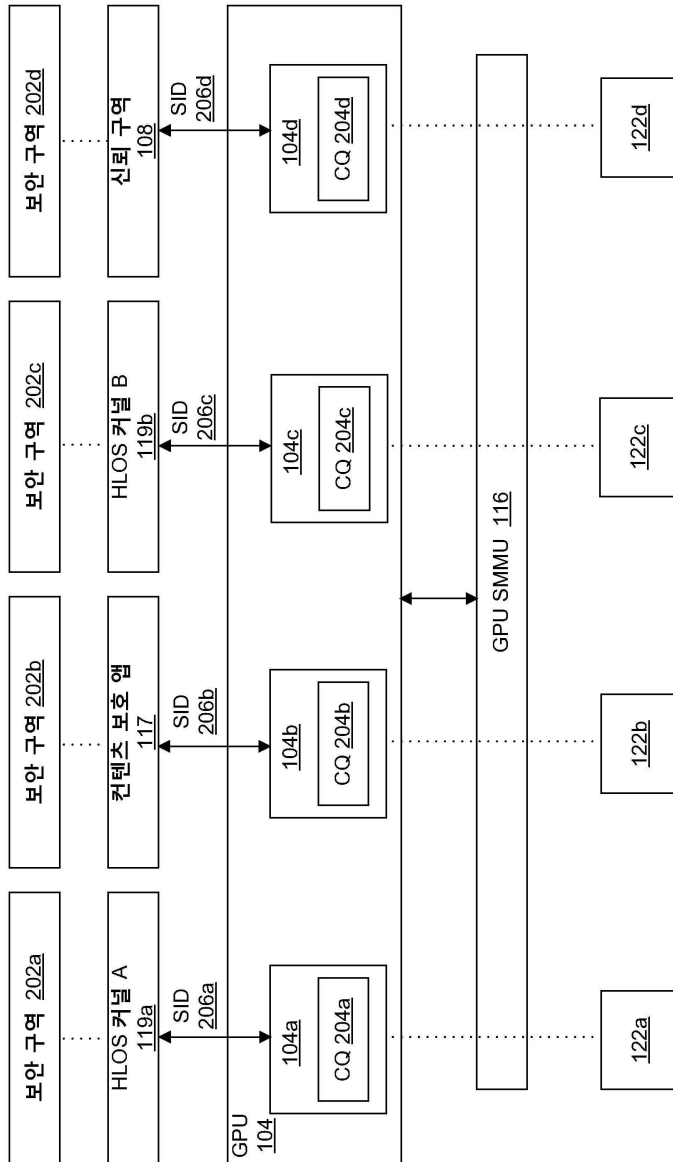 보안 구역 202a
보안 구역 202b
보안 구역 202c
보안 구역 202d
HLOS 커널 A
119a
컨텐츠 보호 앱
117
HLOS 커널 B
119b
신뢰 구역
108
SID
206a
SID
206b
SID
206c
SID
206d
GPU
104
104a
CQ 204a
104b
CQ 204b
104c
CQ 204c
104d
CQ 204d
GPU SMMU 116
122a
122b
122c
122d